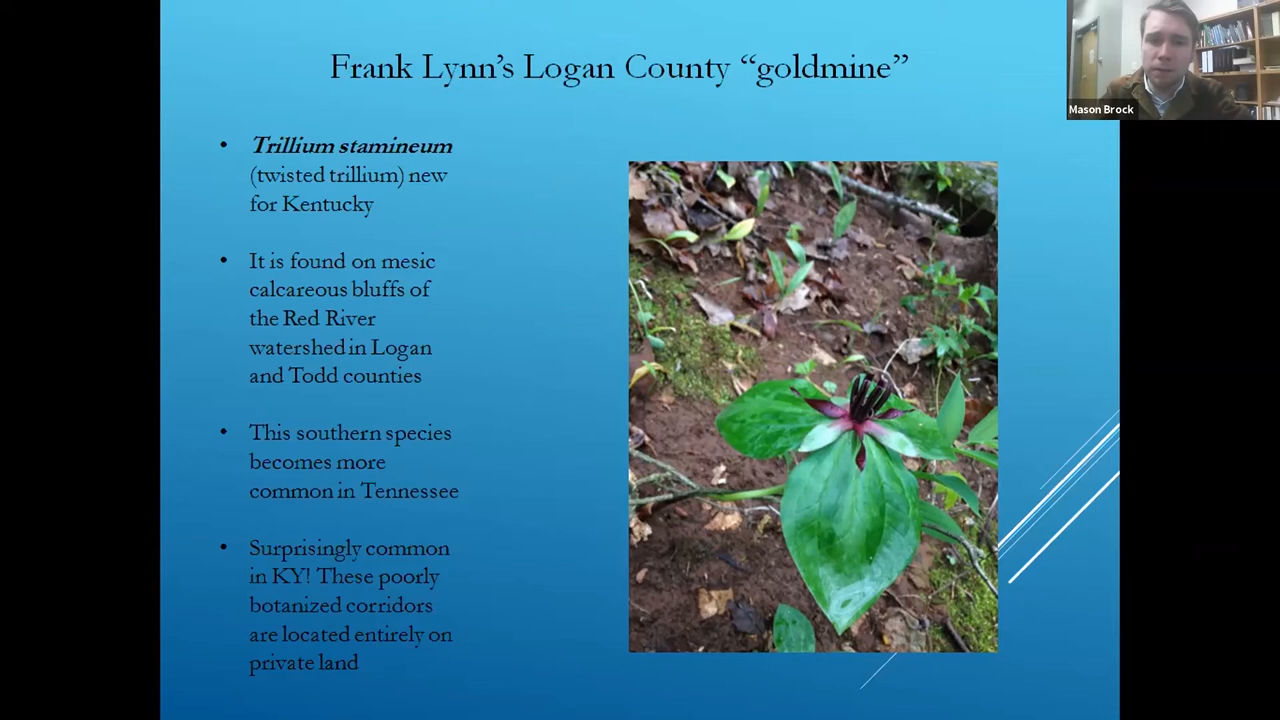 Frank Lynn's Logan County “goldmine”
Mason Brock
• Trillium stamineum
(twisted trillium) new
for Kentucky
• It is found on mesic
calcareous bluffs of
the Red River
watershed in Logan
and Todd counties
• This southern species
becomes more
common in Tennessee
• Surprisingly common
in KY! These poorly
botanized corridors
are located entirely on
private land